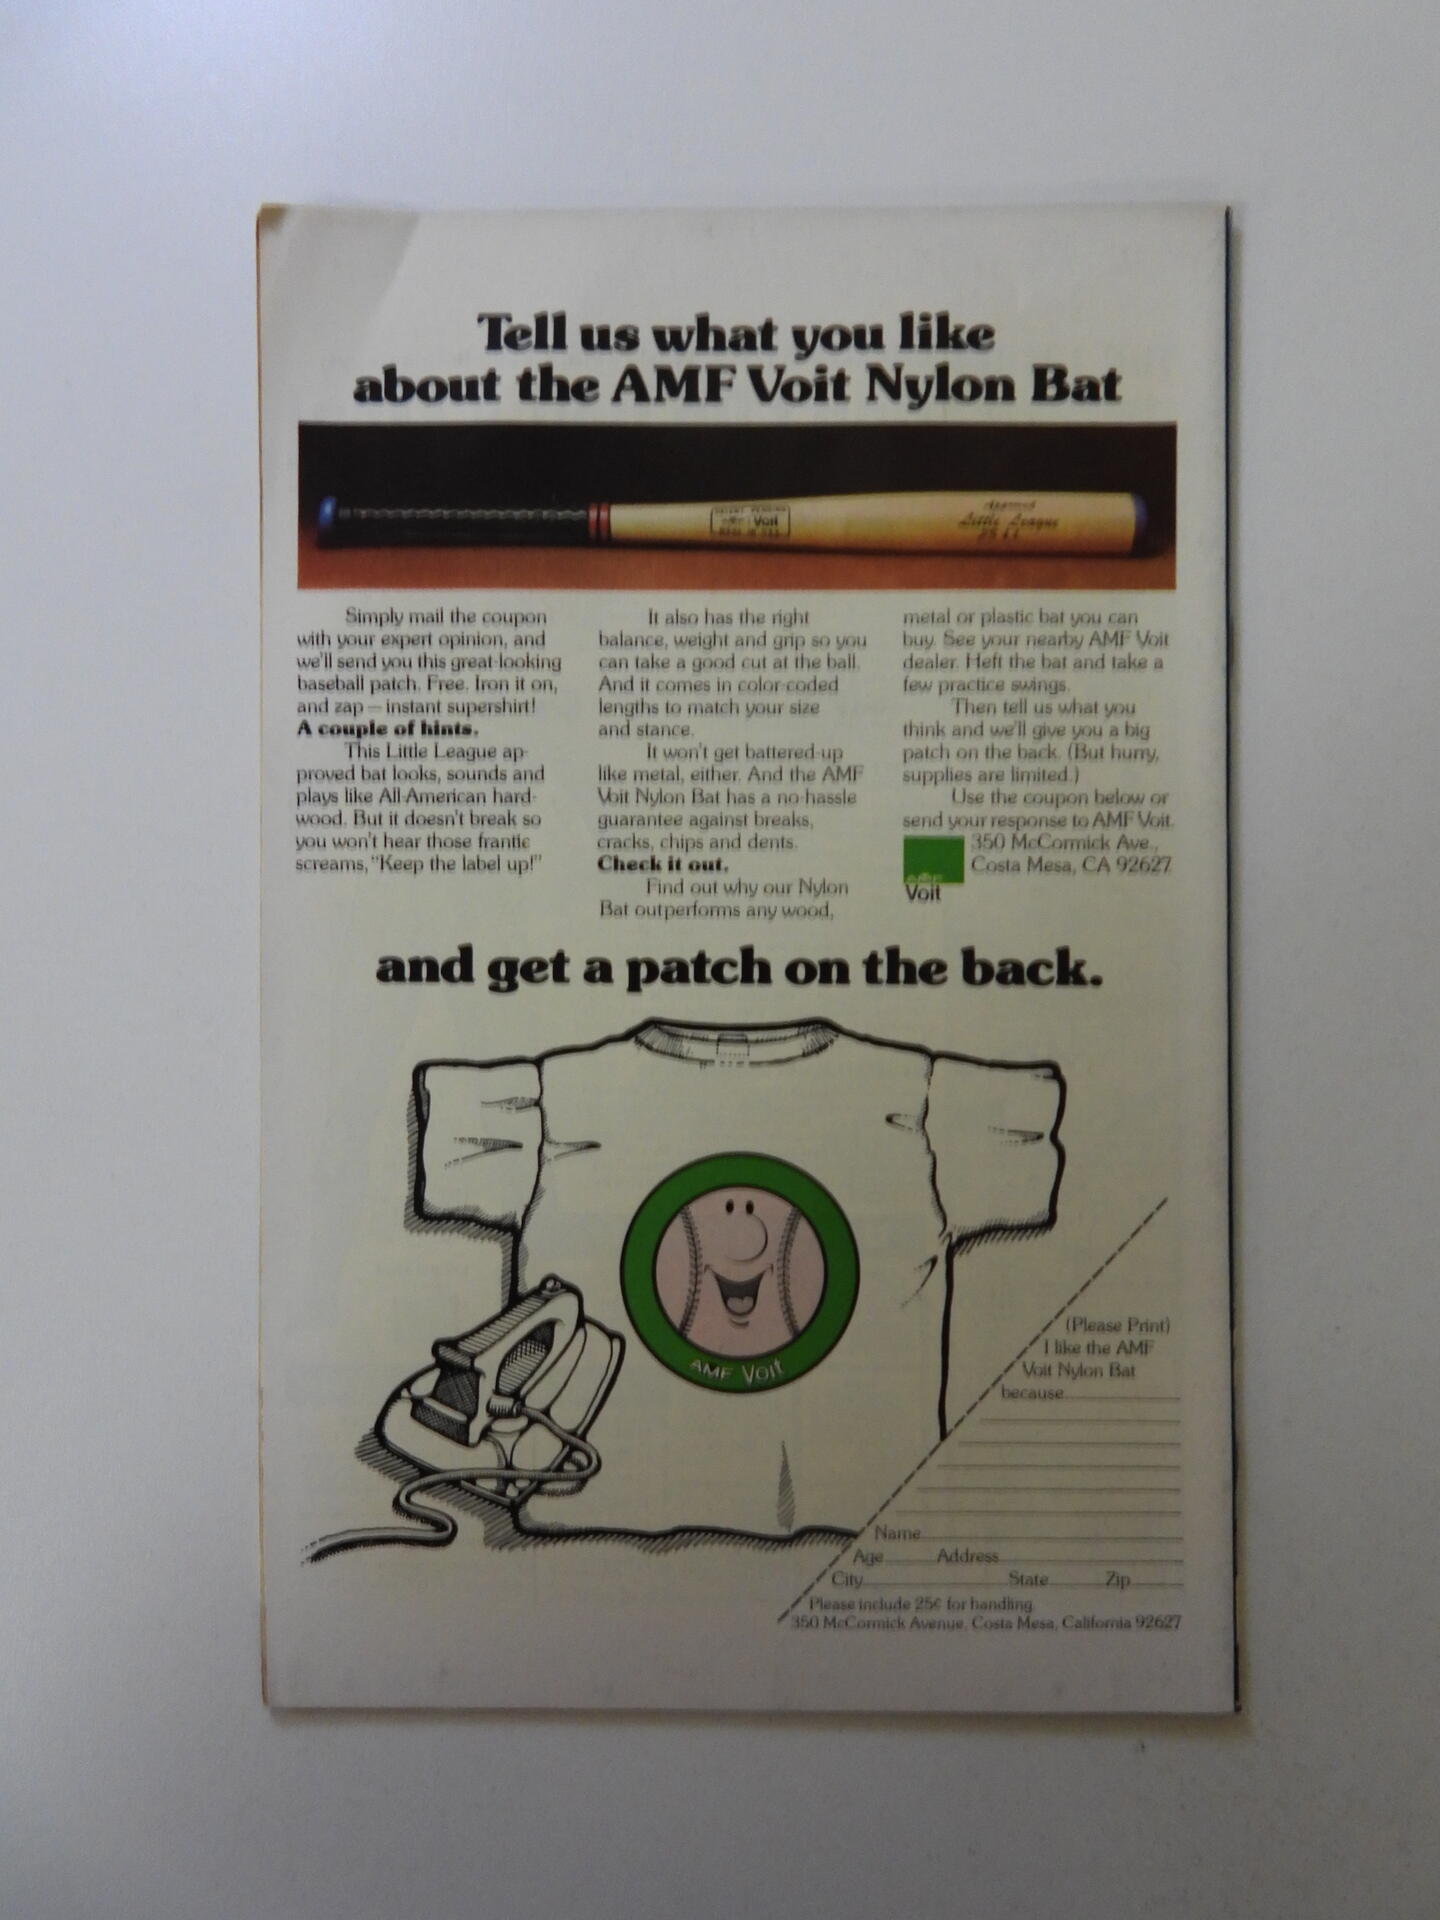 Tell us what you like
about the AMF Voit Nylon Bat
PATENT PENDING
AMF Voit
MADE IN USA
Approved
Little League
Simply mail the coupon
with your expert opinion, and
we'll send you this great-looking
baseball patch. Free. Iron it on,
and zap — instant supershirt!
A couple of hints.
This Little League ap-
proved bat looks, sounds and
plays like All-American hard-
wood. But it doesn't break so
you won't hear those frantic
screams, "Keep the label up!"
It also has the right
balance, weight and grip so you
can take a good cut at the ball.
And it comes in color-coded
lengths to match your size
and stance.
It won't get battered-up
like metal, either. And the AMF
Voit Nylon Bat has a no-hassle
guarantee against breaks,
cracks, chips and dents.
Check it out.
Find out why our Nylon
Bat outperforms any wood,
metal or plastic bat you can
buy. See your nearby AMF Voit
dealer. Heft the bat and take a
few practice swings.
Then tell us what you
think and we'll give you a big
patch on the back. (But hurry,
supplies are limited.)
Use the coupon below or
send your response to AMF Voit.
350 McCormick Ave.,
Costa Mesa, CA 92627
AMF
Voit
and get a patch on the back.
AMF Voit
(Please Print)
I like the AMF
Voit Nylon Bat
because
Name
Age Address
City State Zip
Please include 25¢ for handling.
350 McCormick Avenue, Costa Mesa, California 92627